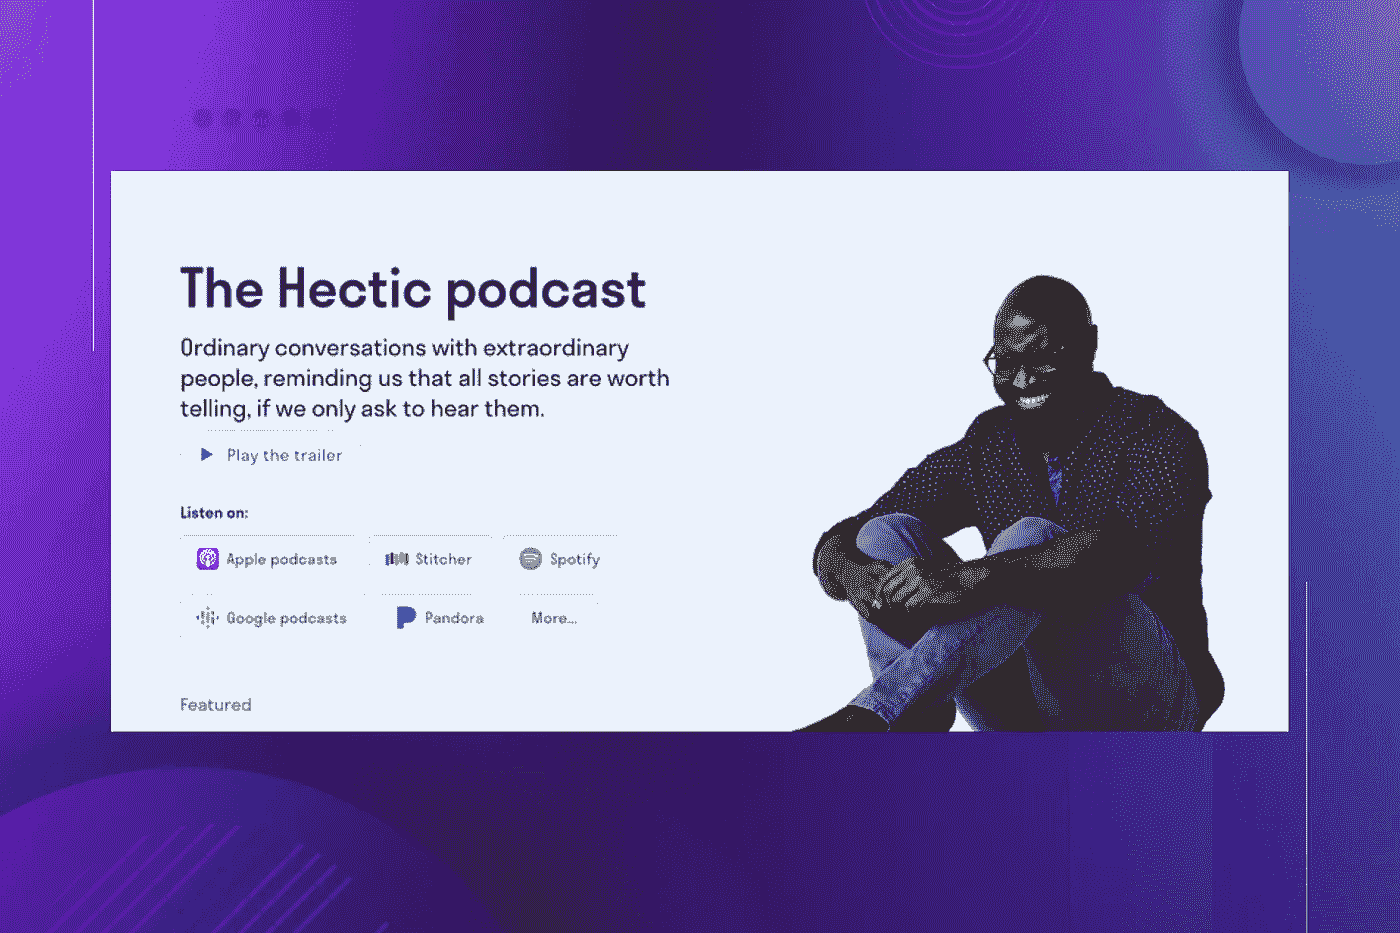 The Hectic podcast
Ordinary conversations with extraordinary
people, reminding us that all stories are worth
telling, if we only ask to hear them.
Play the trailer
Listen on:
Apple podcasts
Stitcher
Spotify
Google podcasts
Pandora
More...
Featured